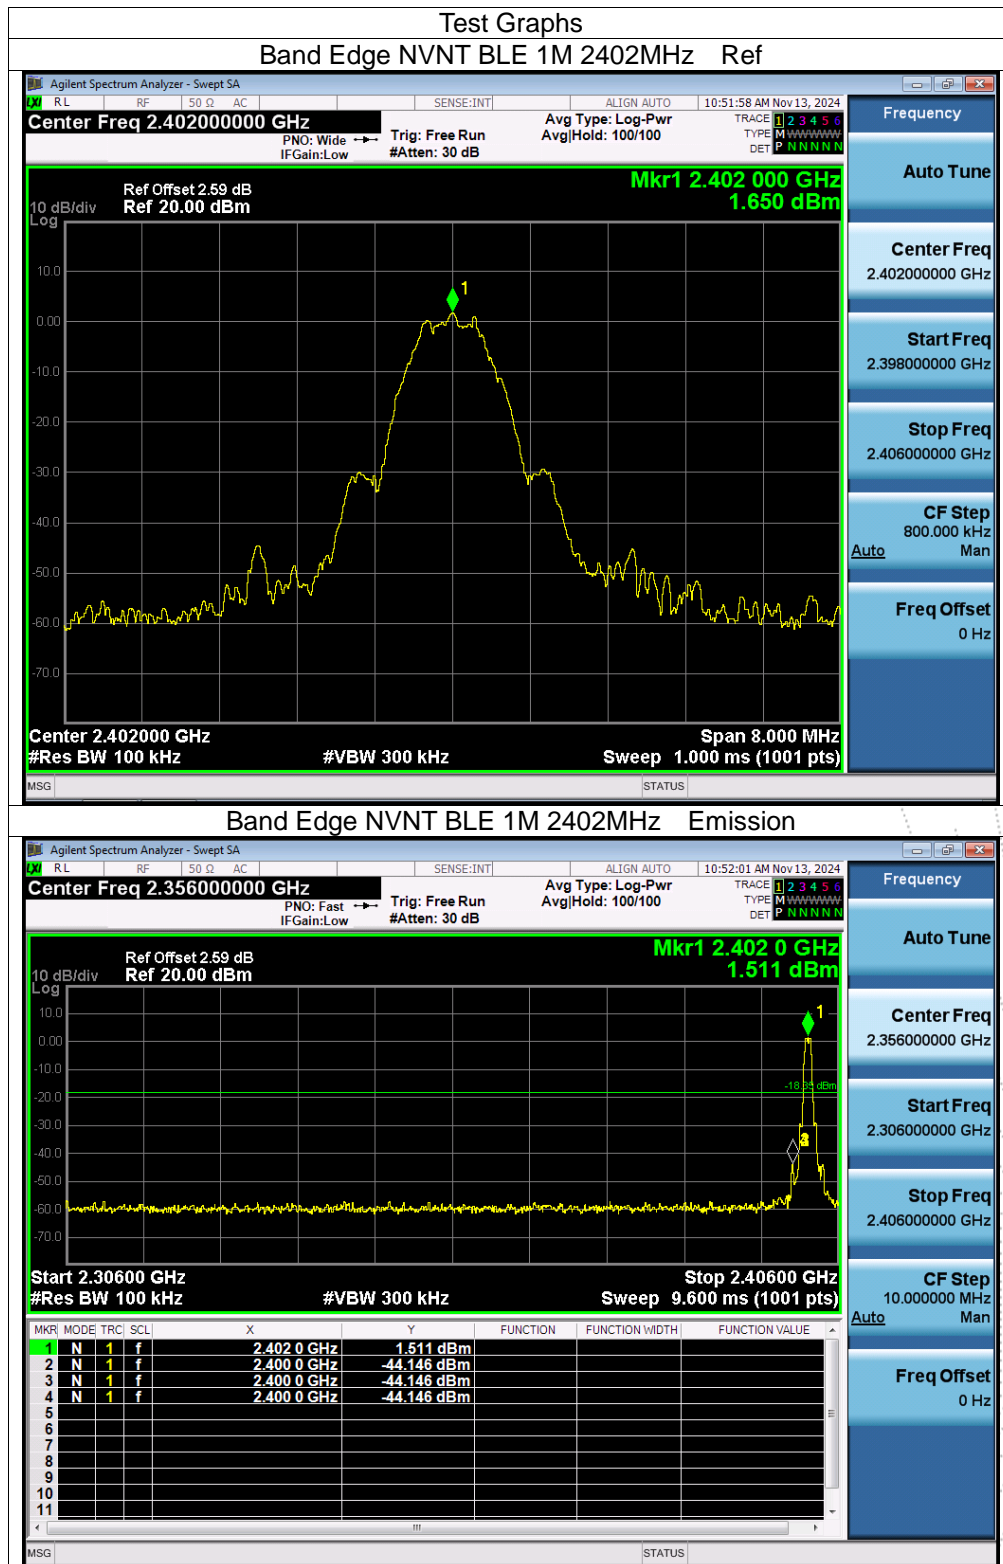 Test Graphs
Band Edge NVNT BLE 1M 2402MHz Ref
Agilent Spectrum Analyzer - Swept SA
LXI RL RF 50 Ω AC SENSE:INT ALIGN AUTO 10:51:58 AM Nov 13, 2024
Center Freq 2.402000000 GHz
PNO: Wide
IFGain:Low
Trig: Free Run
#Atten: 30 dB
Avg Type: Log-Pwr
Avg|Hold: 100/100
TRACE 1 2 3 4 5 6
TYPE M WWWWW
DET P N N N N N
Frequency
Auto Tune
Center Freq
2.402000000 GHz
Start Freq
2.398000000 GHz
Stop Freq
2.406000000 GHz
CF Step
800.000 kHz
Auto Man
Freq Offset
0 Hz
Mkr1 2.402 000 GHz
1.650 dBm
Ref Offset 2.59 dB
10 dB/div Ref 20.00 dBm
Log
10.0
0.00
-10.0
-20.0
-30.0
-40.0
-50.0
-60.0
-70.0
1
Center 2.402000 GHz Span 8.000 MHz
#Res BW 100 kHz #VBW 300 kHz Sweep 1.000 ms (1001 pts)
MSG STATUS
Band Edge NVNT BLE 1M 2402MHz Emission
Agilent Spectrum Analyzer - Swept SA
LXI RL RF 50 Ω AC SENSE:INT ALIGN AUTO 10:52:01 AM Nov 13, 2024
Center Freq 2.356000000 GHz
PNO: Fast
IFGain:Low
Trig: Free Run
#Atten: 30 dB
Avg Type: Log-Pwr
Avg|Hold: 100/100
TRACE 1 2 3 4 5 6
TYPE M WWWWW
DET P N N N N N
Frequency
Auto Tune
Center Freq
2.356000000 GHz
Start Freq
2.306000000 GHz
Stop Freq
2.406000000 GHz
CF Step
10.000000 MHz
Auto Man
Freq Offset
0 Hz
Mkr1 2.402 0 GHz
1.511 dBm
Ref Offset 2.59 dB
10 dB/div Ref 20.00 dBm
Log
10.0
0.00
-10.0
-20.0
-30.0
-40.0
-50.0
-60.0
-70.0
1
-18.35 dBm
Start 2.30600 GHz Stop 2.40600 GHz
#Res BW 100 kHz #VBW 300 kHz Sweep 9.600 ms (1001 pts)
MKR MODE TRC SCL X Y FUNCTION FUNCTION WIDTH FUNCTION VALUE
1 N 1 f 2.402 0 GHz 1.511 dBm
2 N 1 f 2.400 0 GHz -44.146 dBm
3 N 1 f 2.400 0 GHz -44.146 dBm
4 N 1 f 2.400 0 GHz -44.146 dBm
5
6
7
8
9
10
11
MSG STATUS